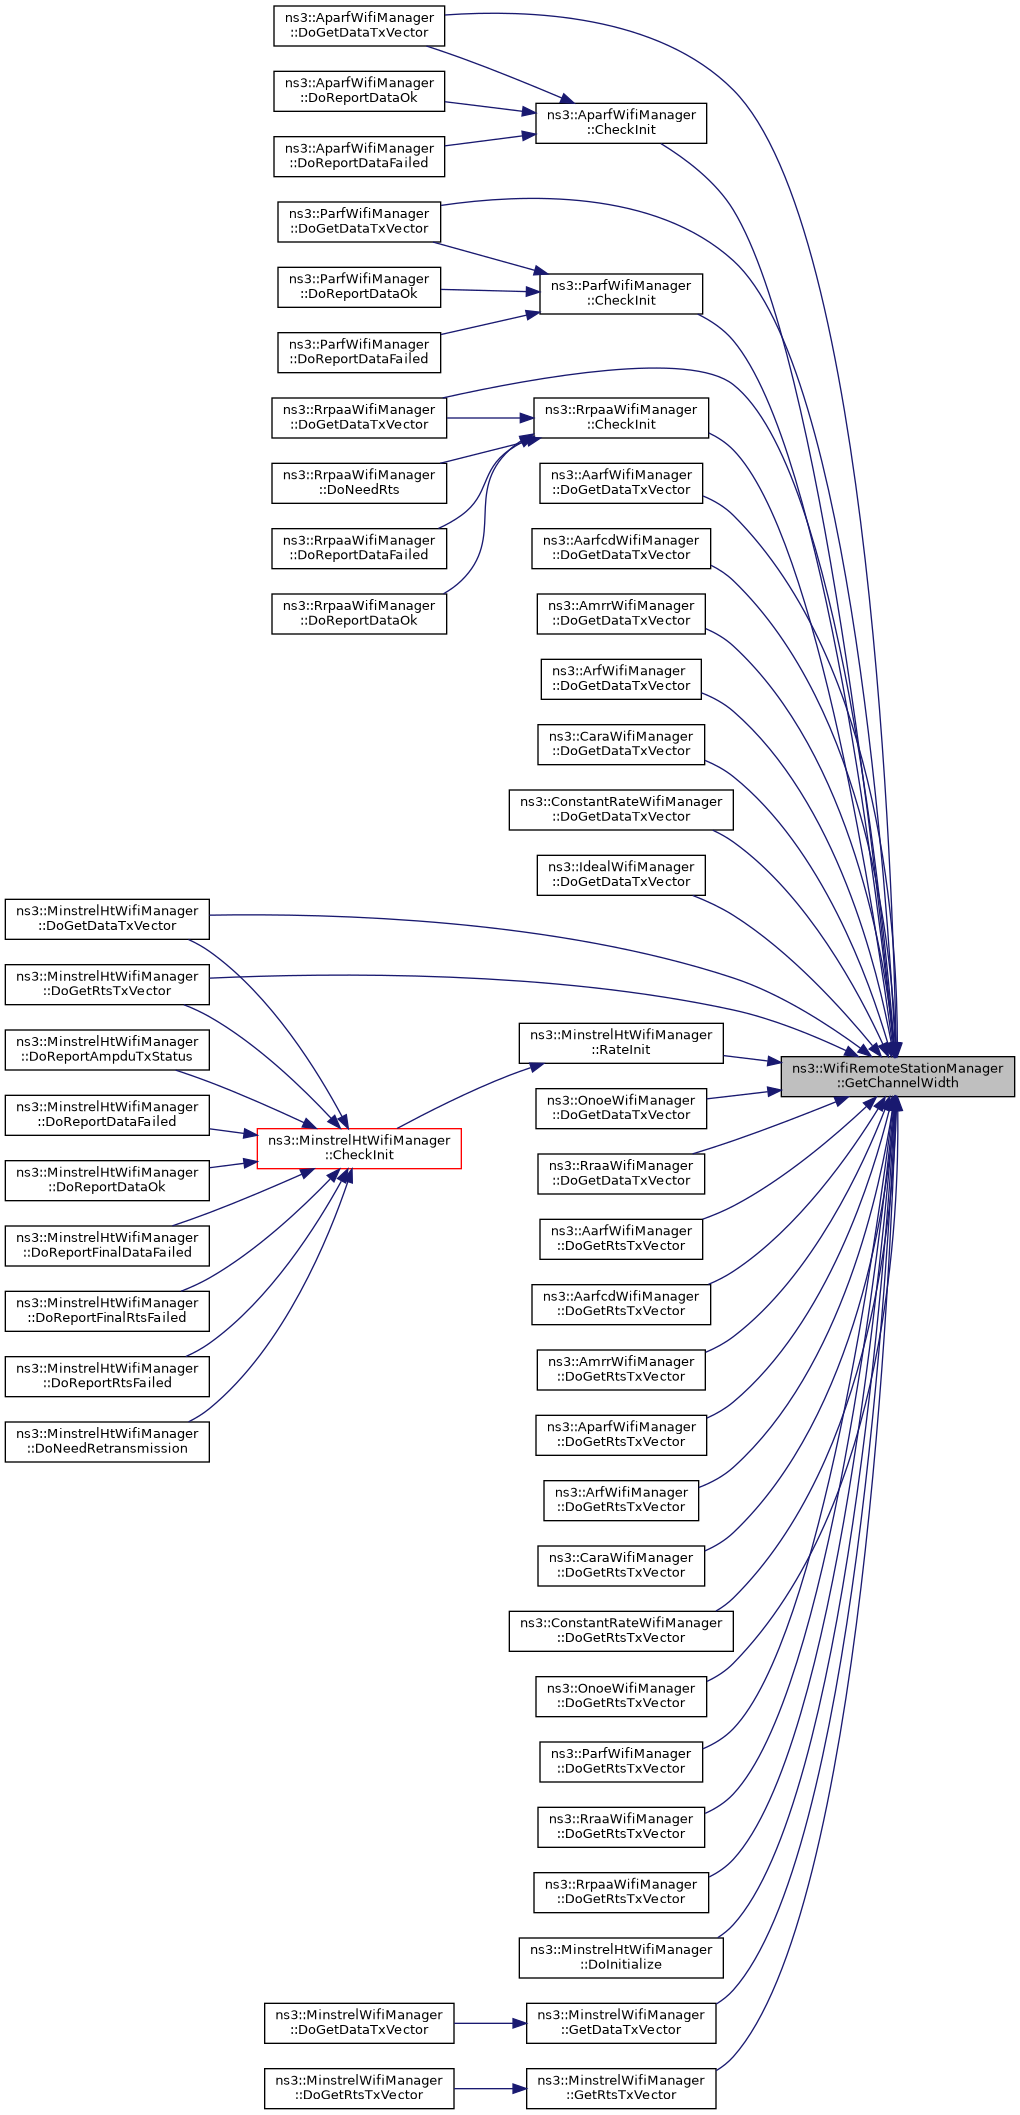 ns3::AparfWifiManager
::DoGetDataTxVector
ns3::AparfWifiManager
::DoReportDataOk
ns3::AparfWifiManager
::CheckInit
ns3::AparfWifiManager
::DoReportDataFailed
ns3::ParfWifiManager
::DoGetDataTxVector
ns3::ParfWifiManager
::DoReportDataOk
ns3::ParfWifiManager
::CheckInit
ns3::ParfWifiManager
::DoReportDataFailed
ns3::RrpaaWifiManager
::DoGetDataTxVector
ns3::RrpaaWifiManager
::CheckInit
ns3::RrpaaWifiManager
::DoNeedRts
ns3::AarfWifiManager
::DoGetDataTxVector
ns3::RrpaaWifiManager
::DoReportDataFailed
ns3::AarfcdWifiManager
::DoGetDataTxVector
ns3::RrpaaWifiManager
::DoReportDataOk
ns3::AmrrWifiManager
::DoGetDataTxVector
ns3::ArfWifiManager
::DoGetDataTxVector
ns3::CaraWifiManager
::DoGetDataTxVector
ns3::ConstantRateWifiManager
::DoGetDataTxVector
ns3::IdealWifiManager
::DoGetDataTxVector
ns3::MinstrelHtWifiManager
::DoGetDataTxVector
ns3::MinstrelHtWifiManager
::DoGetRtsTxVector
ns3::MinstrelHtWifiManager
::DoReportAmpduTxStatus
ns3::MinstrelHtWifiManager
::RateInit
ns3::WifiRemoteStationManager
::GetChannelWidth
ns3::MinstrelHtWifiManager
::DoReportDataFailed
ns3::OnoeWifiManager
::DoGetDataTxVector
ns3::MinstrelHtWifiManager
::CheckInit
ns3::MinstrelHtWifiManager
::DoReportDataOk
ns3::RraaWifiManager
::DoGetDataTxVector
ns3::MinstrelHtWifiManager
::DoReportFinalDataFailed
ns3::AarfWifiManager
::DoGetRtsTxVector
ns3::MinstrelHtWifiManager
::DoReportFinalRtsFailed
ns3::AarfcdWifiManager
::DoGetRtsTxVector
ns3::MinstrelHtWifiManager
::DoReportRtsFailed
ns3::AmrrWifiManager
::DoGetRtsTxVector
ns3::MinstrelHtWifiManager
::DoNeedRetransmission
ns3::AparfWifiManager
::DoGetRtsTxVector
ns3::ArfWifiManager
::DoGetRtsTxVector
ns3::CaraWifiManager
::DoGetRtsTxVector
ns3::ConstantRateWifiManager
::DoGetRtsTxVector
ns3::OnoeWifiManager
::DoGetRtsTxVector
ns3::ParfWifiManager
::DoGetRtsTxVector
ns3::RraaWifiManager
::DoGetRtsTxVector
ns3::RrpaaWifiManager
::DoGetRtsTxVector
ns3::MinstrelHtWifiManager
::DoInitialize
ns3::MinstrelWifiManager
::DoGetDataTxVector
ns3::MinstrelWifiManager
::GetDataTxVector
ns3::MinstrelWifiManager
::DoGetRtsTxVector
ns3::MinstrelWifiManager
::GetRtsTxVector